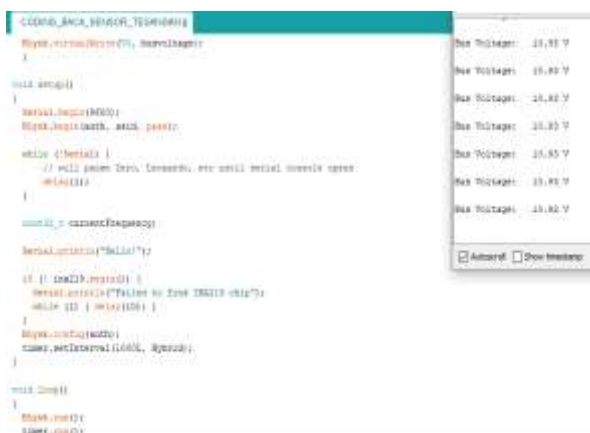 CODING_BACA_SENSOR_TEGANGAN
Blynk.virtualWrite(V1, busvoltage);
}
void setup()
{
Serial.begin(9600);
Blynk.begin(auth, ssid, pass);
while (!Serial) {
// will pause Zero, Leonardo, etc until serial console opens
delay(1);
}
uint32_t currentFrequency;
Serial.println("Hello!");
if (! ina219.begin()) {
Serial.println("Failed to find INA219 chip");
while (1) { delay(10); }
}
Blynk.config(auth);
timer.setInterval(1000L, );
}
void loop()
{
Blynk.run();
timer.run();
Bus Voltage: V
Bus Voltage: V
Bus Voltage: V
Bus Voltage: V
Bus Voltage: V
Bus Voltage: V
Bus Voltage: V
Autoscroll Show timestamp